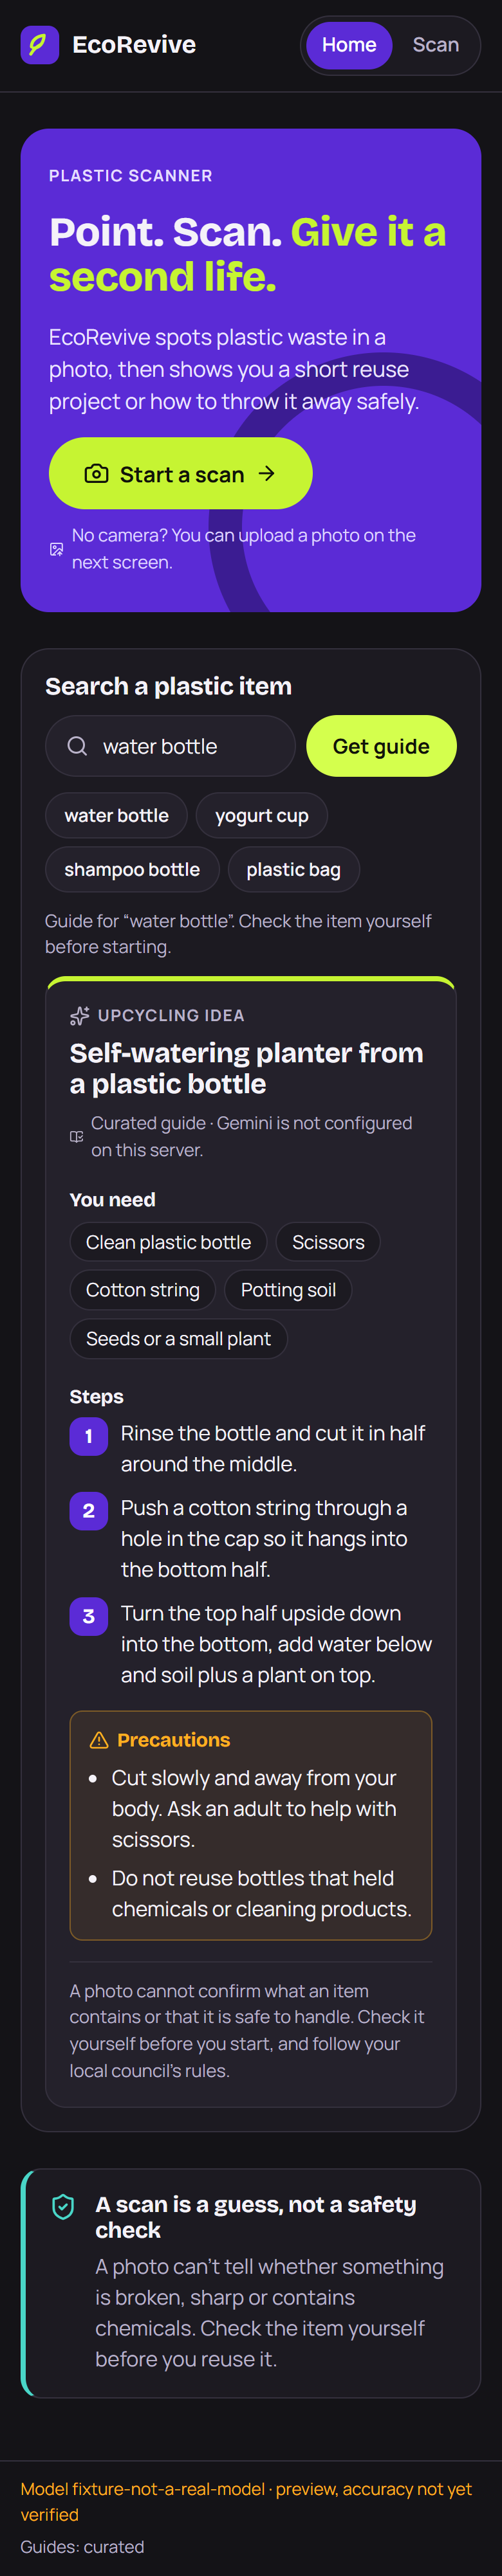 EcoRevive
Home
Scan
PLASTIC SCANNER
Point. Scan. Give it a
second life.
EcoRevive spots plastic waste in a
photo, then shows you a short reuse
project or how to throw it away safely.
Start a scan
No camera? You can upload a photo on the
next screen.
Search a plastic item
water bottle
Get guide
water bottle
yogurt cup
shampoo bottle
plastic bag
Guide for “water bottle”. Check the item yourself
before starting.
UPCYCLING IDEA
Self-watering planter from
a plastic bottle
Curated guide · Gemini is not configured
on this server.
You need
Clean plastic bottle
Scissors
Cotton string
Potting soil
Seeds or a small plant
Steps
1
Rinse the bottle and cut it in half
around the middle.
2
Push a cotton string through a
hole in the cap so it hangs into
the bottom half.
3
Turn the top half upside down
into the bottom, add water below
and soil plus a plant on top.
Precautions
Cut slowly and away from your
body. Ask an adult to help with
scissors.
Do not reuse bottles that held
chemicals or cleaning products.
A photo cannot confirm what an item
contains or that it is safe to handle. Check it
yourself before you start, and follow your
local council’s rules.
A scan is a guess, not a safety
check
A photo can’t tell whether something
is broken, sharp or contains
chemicals. Check the item yourself
before you reuse it.
Model fixture-not-a-real-model · preview, accuracy not yet
verified
Guides: curated